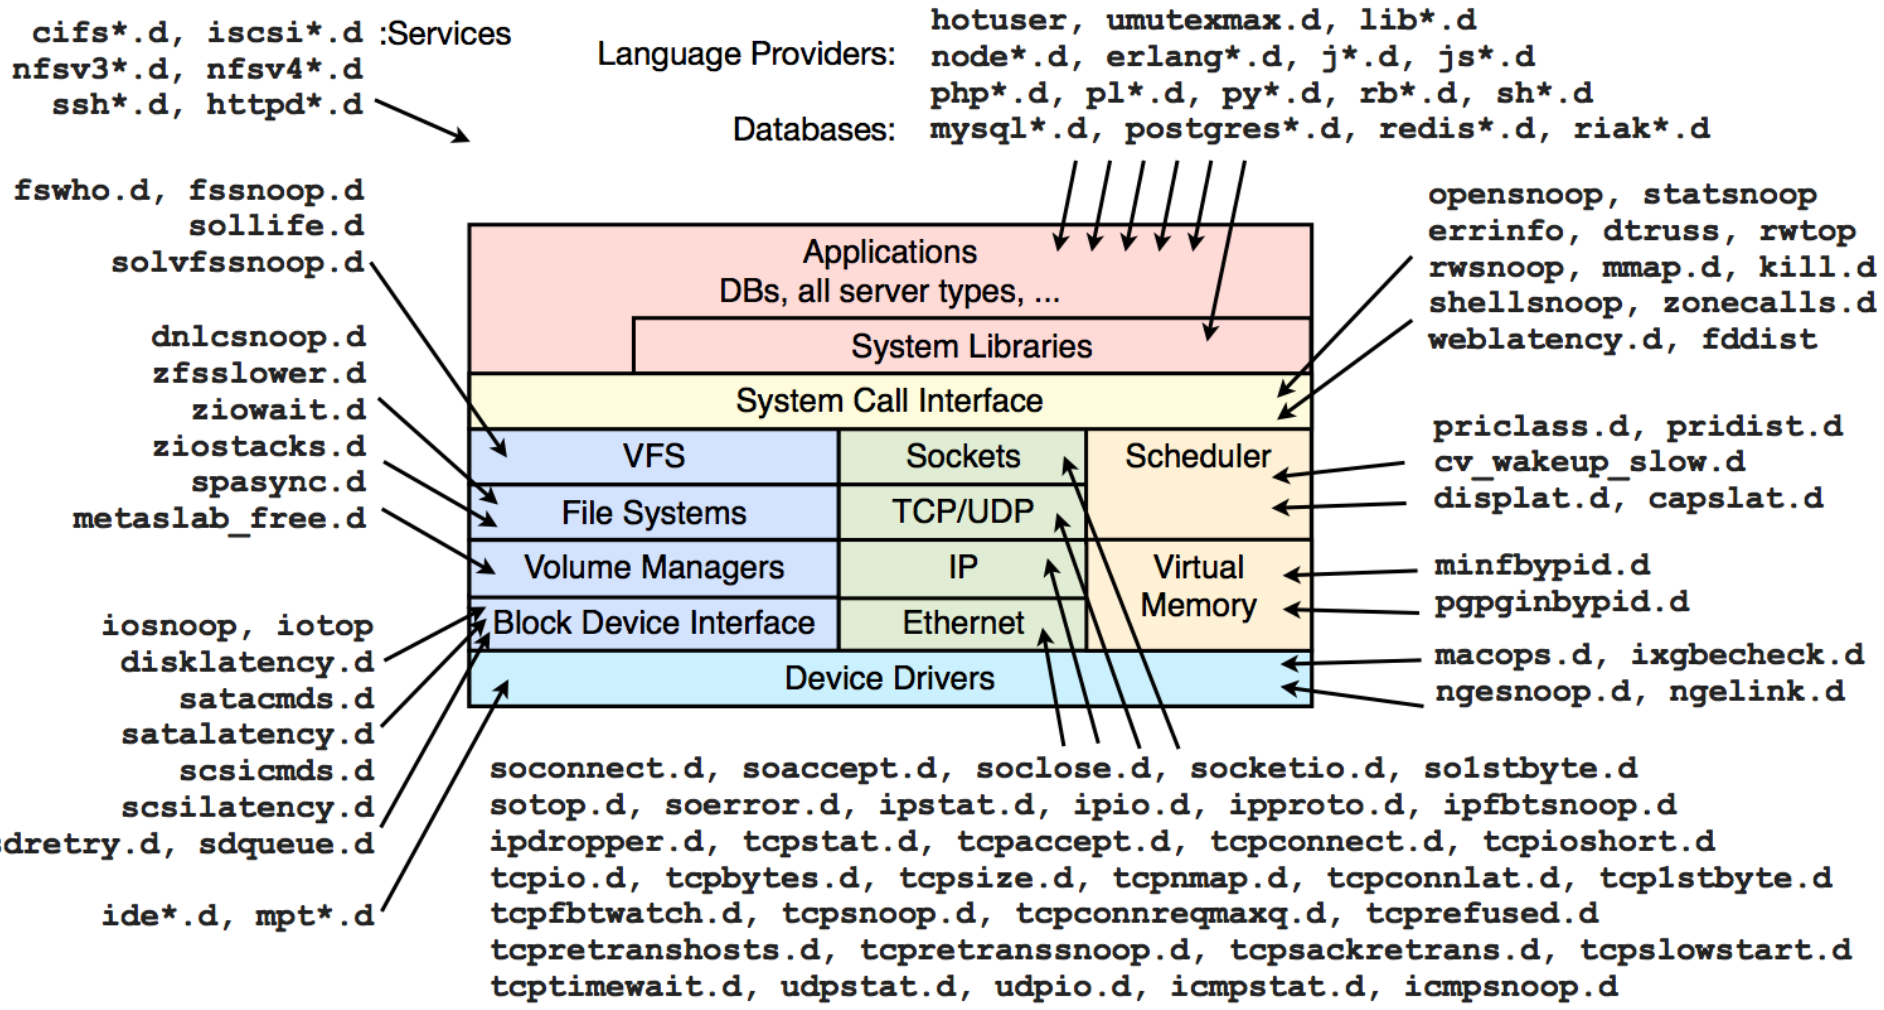 cifs*.d, iscsi*.d :Services
nfsv3*.d, nfsv4*.d
ssh*.d, httpd*.d
hotuser, umutexmax.d, lib*.d
Language Providers: node*.d, erlang*.d, j*.d, js*.d
php*.d, pl*.d, py*.d, rb*.d, sh*.d
Databases: mysql*.d, postgres*.d, redis*.d, riak*.d
fswho.d, fssnoop.d
sollife.d
solvfssnoop.d
dnlcsnoop.d
zfsslower.d
ziowait.d
ziostacks.d
spasync.d
metaslab_free.d
iosnoop, iotop
disklatency.d
satacmds.d
satalatency.d
scsicmds.d
scsilatency.d
sdretry.d, sdqueue.d
ide*.d, mpt*.d
Applications
DBs, all server types, ...
System Libraries
System Call Interface
VFS
Sockets
Scheduler
File Systems
TCP/UDP
Volume Managers
IP
Virtual
Memory
Block Device Interface
Ethernet
Device Drivers
opensnoop, statsnoop
errinfo, dtruss, rwtop
rwsnoop, mmap.d, kill.d
shellsnoop, zonecalls.d
weblatency.d, fddist
priclass.d, pridist.d
cv_wakeup_slow.d
displat.d, capslat.d
minfbypid.d
pgpginbypid.d
macops.d, ixgbecheck.d
ngesnoop.d, ngelink.d
soconnect.d, soaccept.d, soclose.d, socketio.d, so1stbyte.d
sotop.d, soerror.d, ipstat.d, ipio.d, ipproto.d, ipfbtsnoop.d
ipdropper.d, tcpstat.d, tcpaccept.d, tcpconnect.d, tcpioshort.d
tcpio.d, tcpbytes.d, tcpsize.d, tcpnmap.d, tcpconnlat.d, tcp1stbyte.d
tcpfbtwatch.d, tcpsnoop.d, tcpconnreqmaxq.d, tcprefused.d
tcpretranshosts.d, tcpretranssnoop.d, tcpsackretrans.d, tcpslowstart.d
tcptimewait.d, udpstat.d, udpio.d, icmpstat.d, icmpsnoop.d